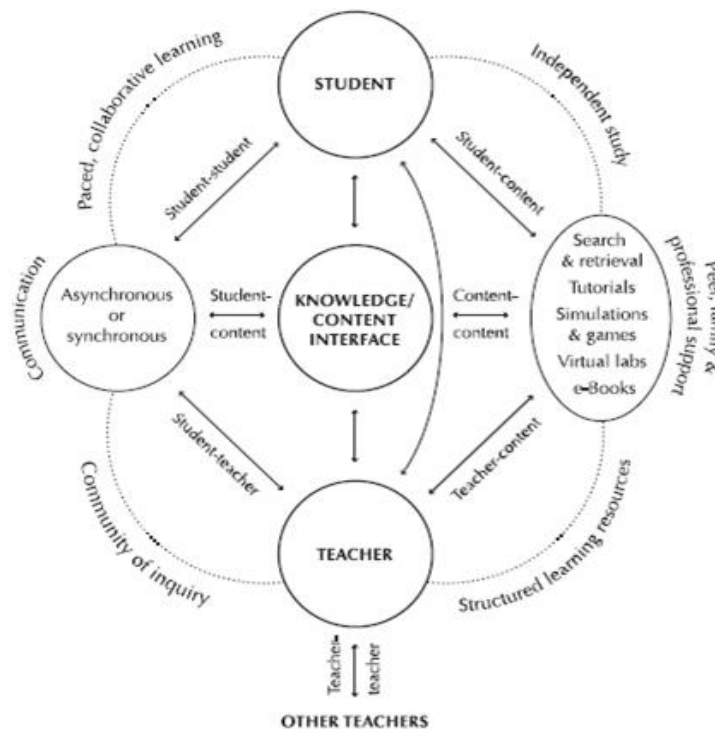 Paced, collaborative learning
STUDENT
Independent study
Student-student
Student-content
Communication
Asynchronous
or
synchronous
Student-
content
KNOWLEDGE/
CONTENT
INTERFACE
Content-
content
Search
& retrieval
Tutorials
Simulations
& games
Virtual labs
e-Books
professional support
Student-teacher
Teacher-content
Community of inquiry
TEACHER
Structured learning resources
Teacher-
teacher
OTHER TEACHERS